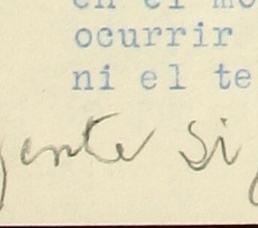 en el mo
ocurrir
ni el te
gente Si